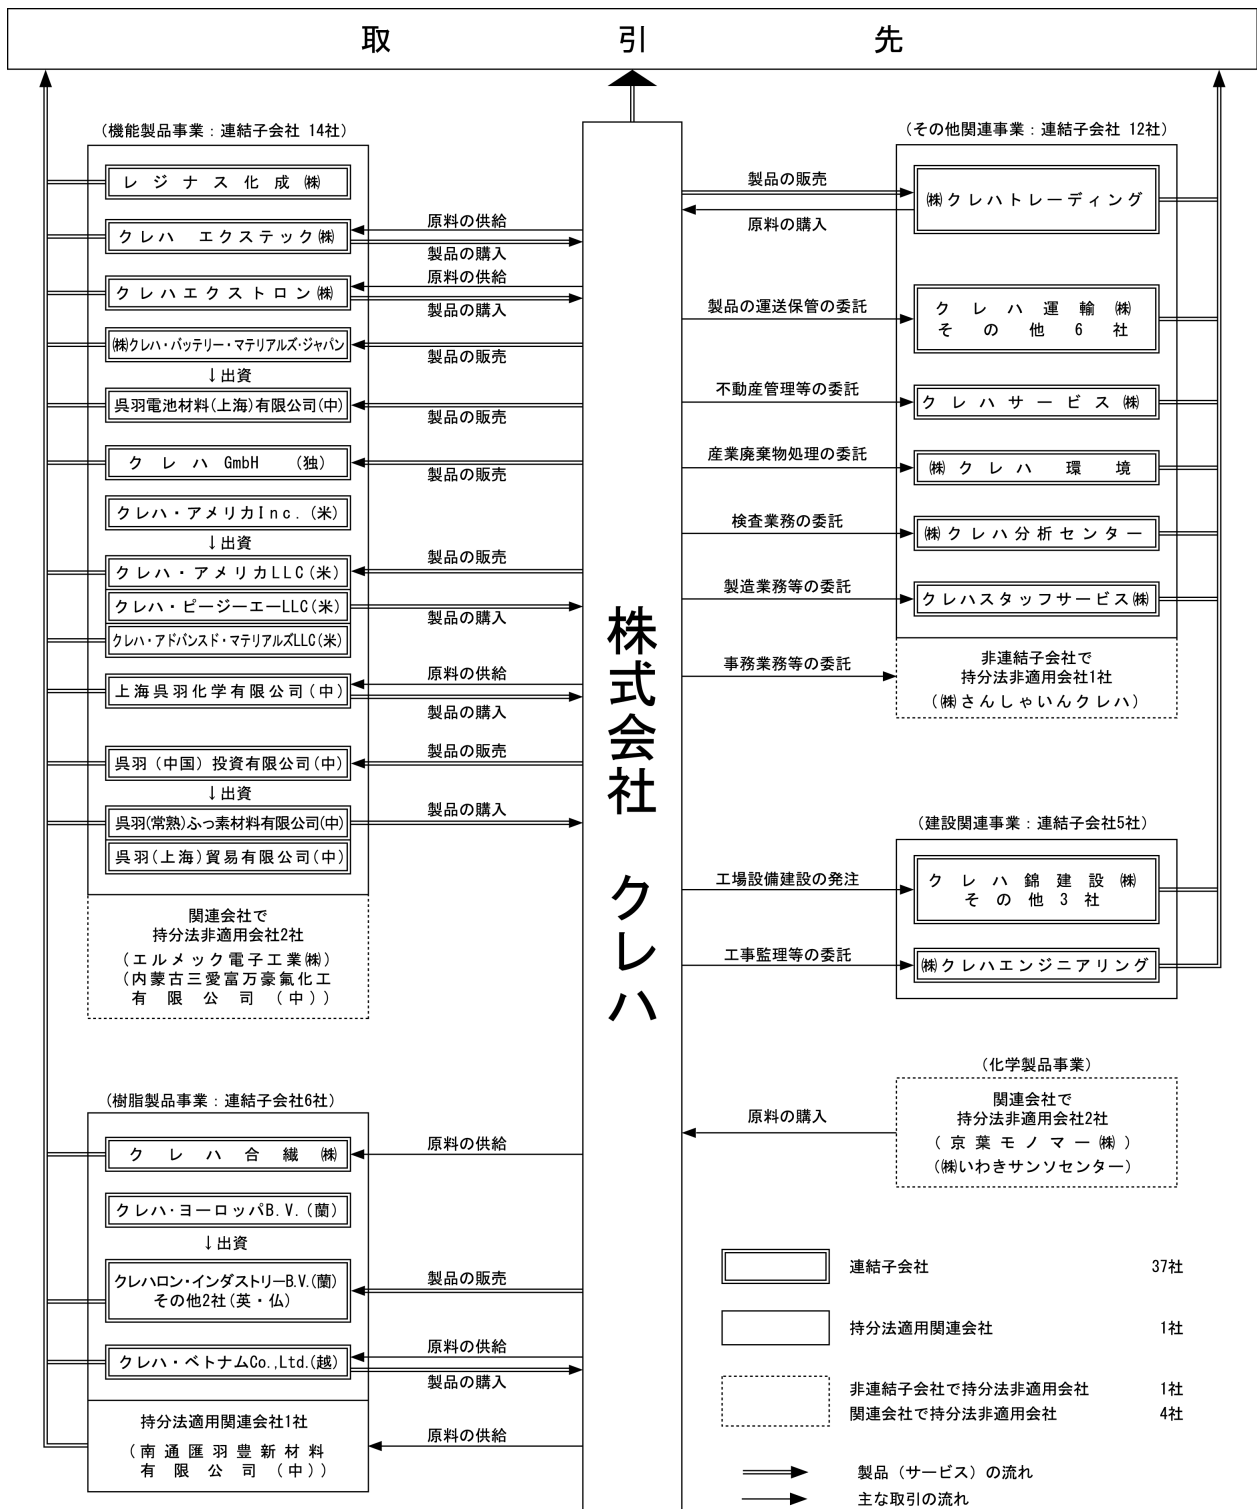 取引先
(機能製品事業：連結子会社 14社)
レジナス化成㈱
クレハ エクステック㈱
原料の供給
製品の購入
クレハエクストロン㈱
原料の供給
製品の購入
㈱クレハ・バッテリー・マテリアルズ・ジャパン
製品の販売
↓出資
呉羽電池材料(上海)有限公司(中)
製品の販売
クレハ GmbH (独)
製品の販売
クレハ・アメリカInc.(米)
↓出資
クレハ・アメリカLLC(米)
製品の販売
クレハ・ピージーエーLLC(米)
製品の購入
クレハ・アドバンスド・マテリアルズLLC(米)
上海呉羽化学有限公司(中)
原料の供給
製品の購入
呉羽(中国)投資有限公司(中)
製品の販売
↓出資
呉羽(常熟)ふっ素材料有限公司(中)
製品の購入
呉羽(上海)貿易有限公司(中)
関連会社で
持分法非適用会社2社
(エルメック電子工業㈱)
(内蒙古三愛富万豪氟化工
有限公司(中))
(樹脂製品事業：連結子会社6社)
クレハ合繊㈱
原料の供給
クレハ・ヨーロッパB.V.(蘭)
↓出資
クレハロン・インダストリーB.V.(蘭)
その他2社(英・仏)
製品の販売
クレハ・ベトナムCo.,Ltd.(越)
原料の供給
製品の購入
持分法適用関連会社1社
(南通匯羽豊新材料
有限公司(中))
原料の供給
株式会社 クレハ
(その他関連事業：連結子会社 12社)
製品の販売
㈱クレハトレーディング
原料の購入
製品の運送保管の委託
クレハ運輸㈱
その他6社
不動産管理等の委託
クレハサービス㈱
産業廃棄物処理の委託
㈱クレハ環境
検査業務の委託
㈱クレハ分析センター
製造業務等の委託
クレハスタッフサービス㈱
事務業務等の委託
非連結子会社で
持分法非適用会社1社
(㈱さんしゃいんクレハ)
(建設関連事業：連結子会社5社)
工場設備建設の発注
クレハ錦建設㈱
その他3社
工事監理等の委託
㈱クレハエンジニアリング
(化学製品事業)
原料の購入
関連会社で
持分法非適用会社2社
(京葉モノマー㈱)
(㈱いわきサンソセンター)
連結子会社 37社
持分法適用関連会社 1社
非連結子会社で持分法非適用会社 1社
関連会社で持分法非適用会社 4社
製品(サービス)の流れ
主な取引の流れ